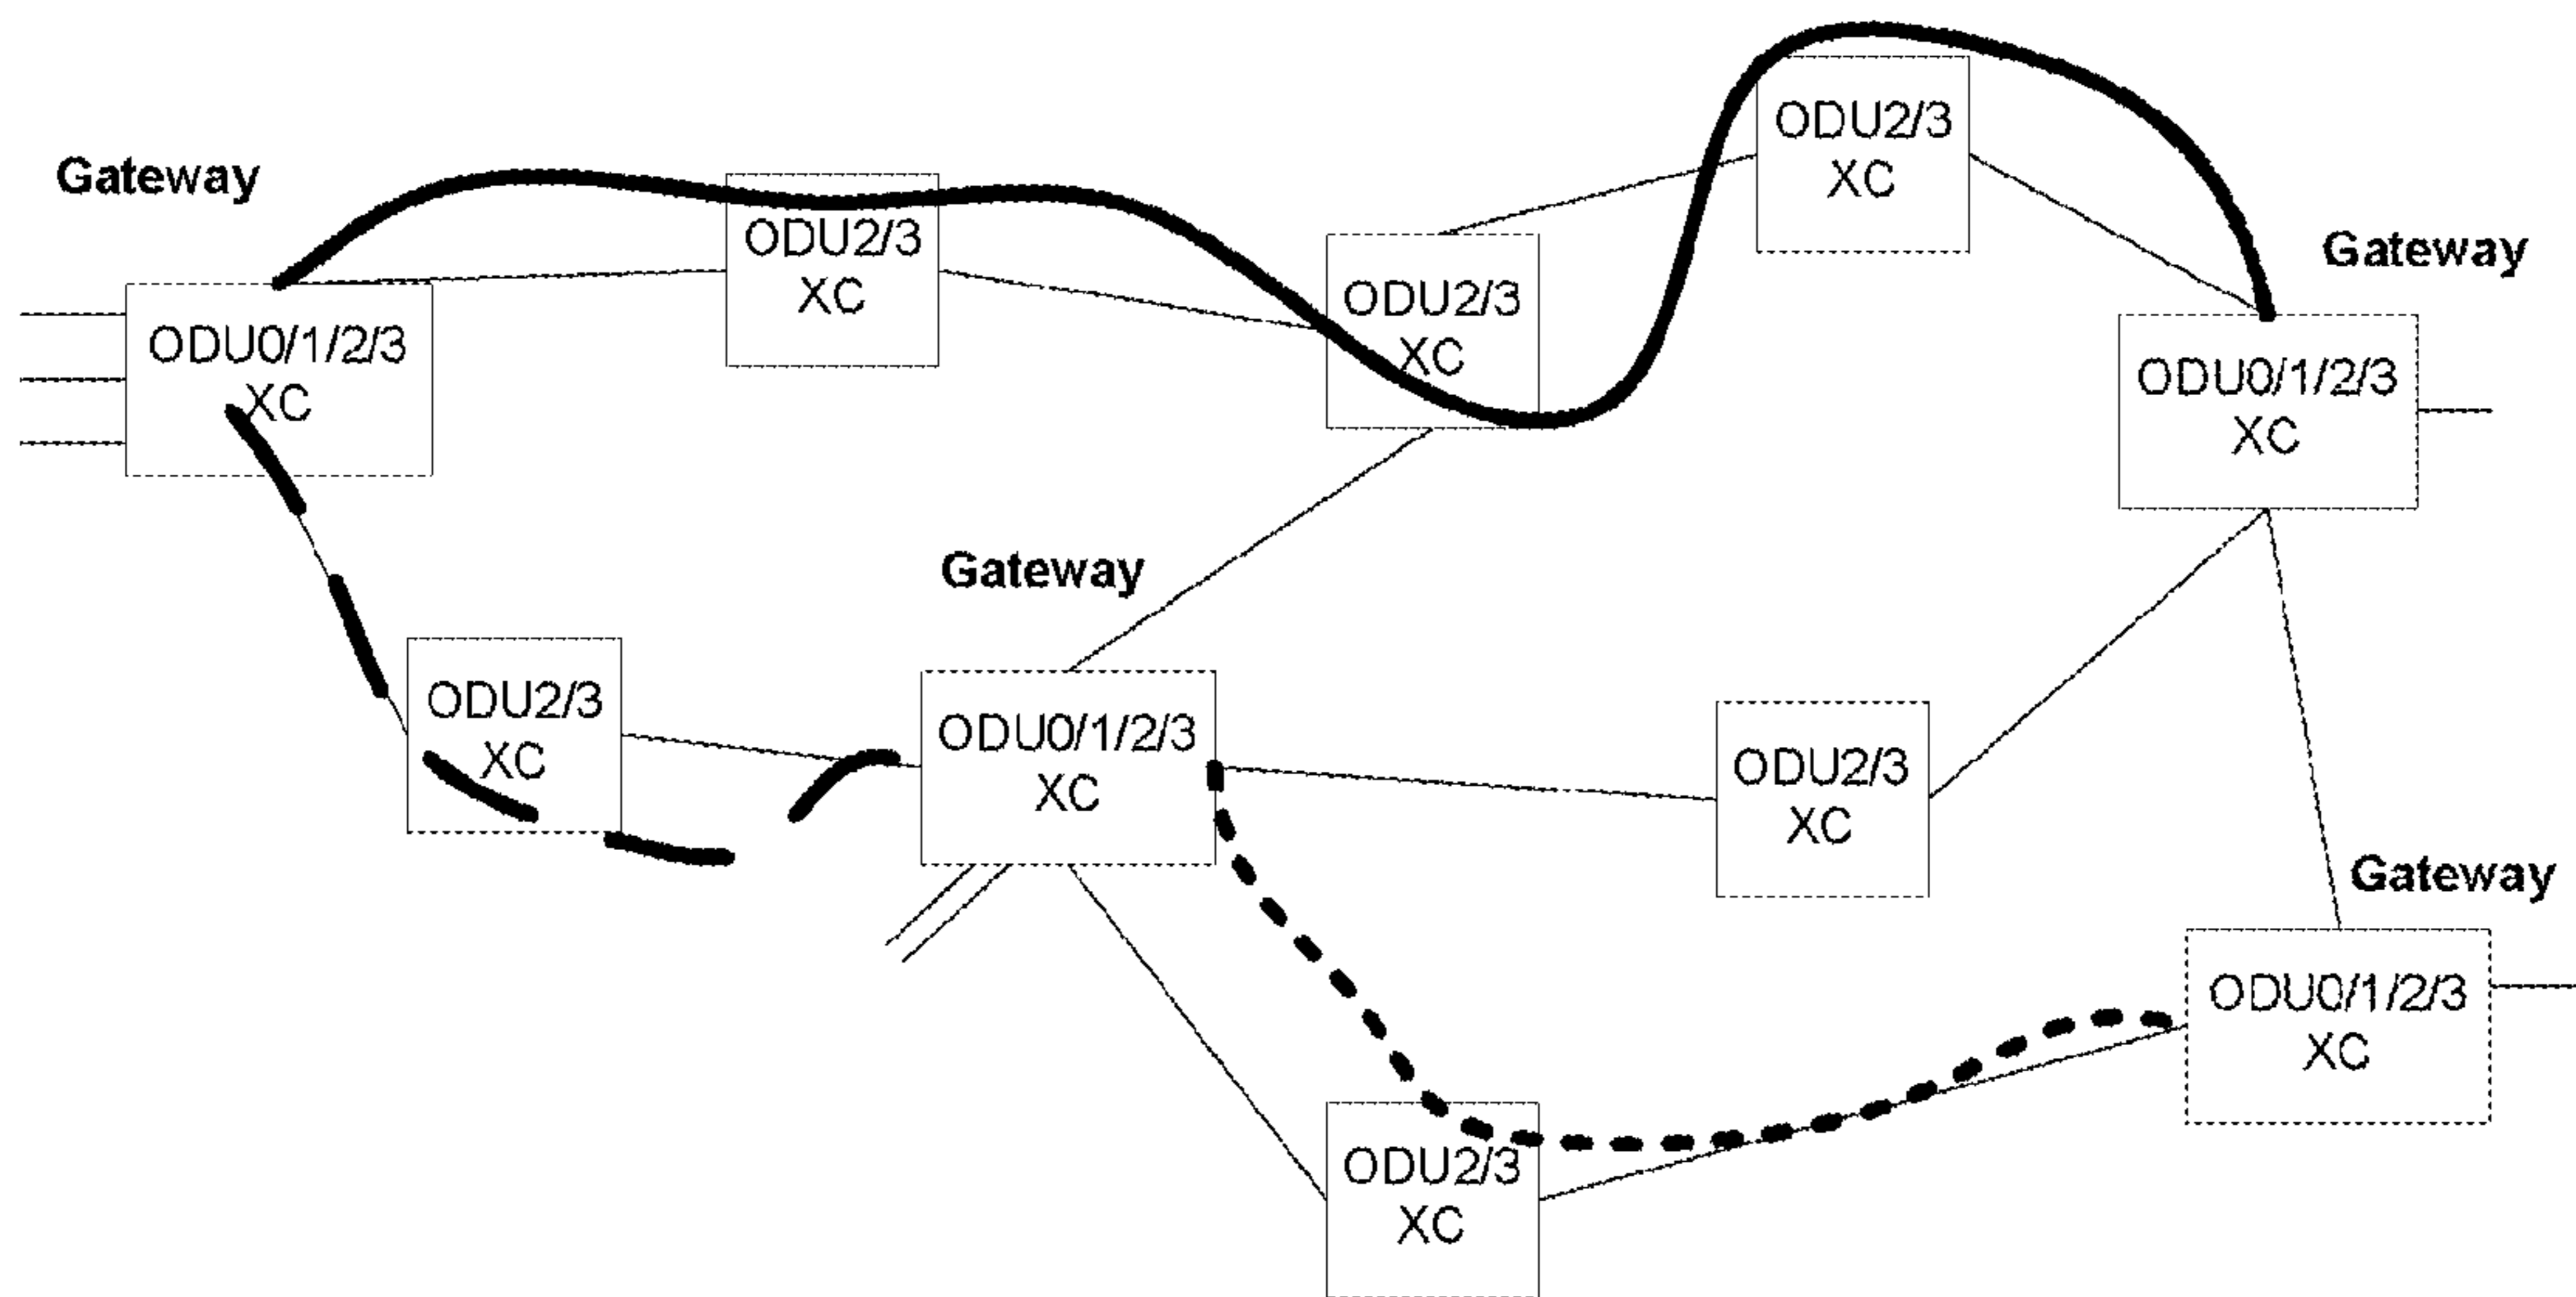 ODU2/3
XC
Gateway
ODU2/3
XC
Gateway
ODU2/3
XC
ODU0/1/2/3
XC
ODU0/1/2/3
XC
Gateway
ODU2/3
XC
ODU0/1/2/3
XC
ODU2/3
XC
Gateway
ODU0/1/2/3
XC
ODU2/3
XC